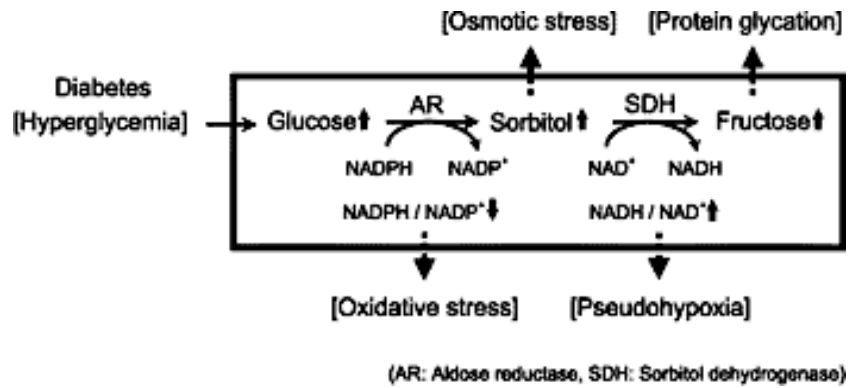 [Osmotic stress] [Protein glycation]
Diabetes
[Hyperglycemia]
Glucose⬆ AR Sorbitol⬆ SDH Fructose⬆
NADPH NADP⁺ NAD⁺ NADH
NADPH / NADP⁺⬇ NADH / NAD⁺⬆
[Oxidative stress] [Pseudohypoxia]
(AR: Aldose reductase, SDH: Sorbitol dehydrogenase)